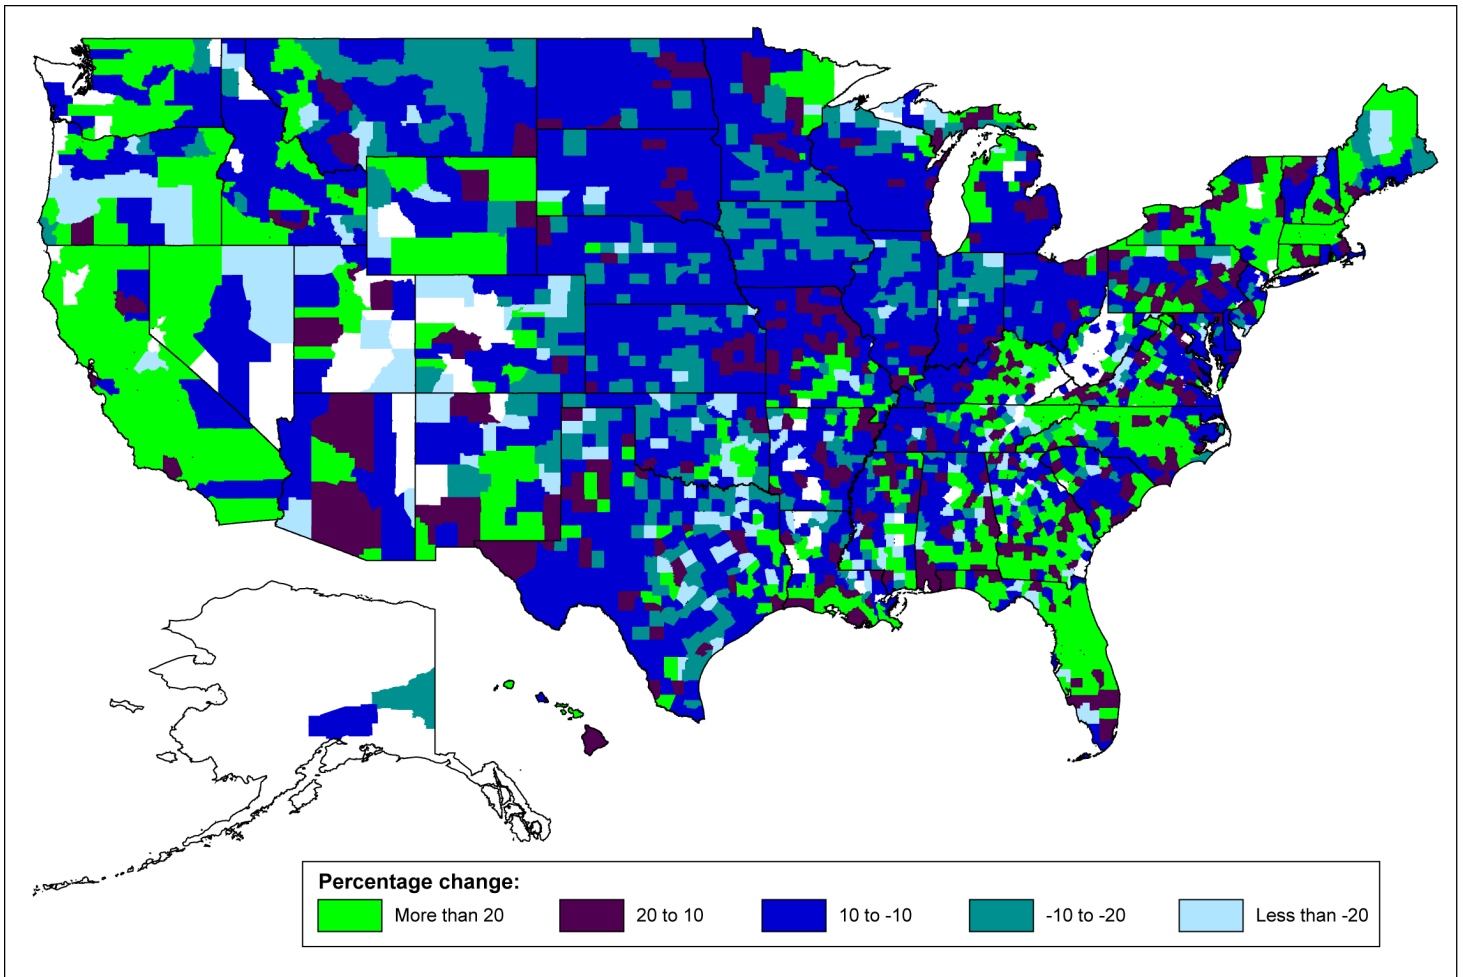 Percentage change:
More than 20
20 to 10
10 to -10
-10 to -20
Less than -20